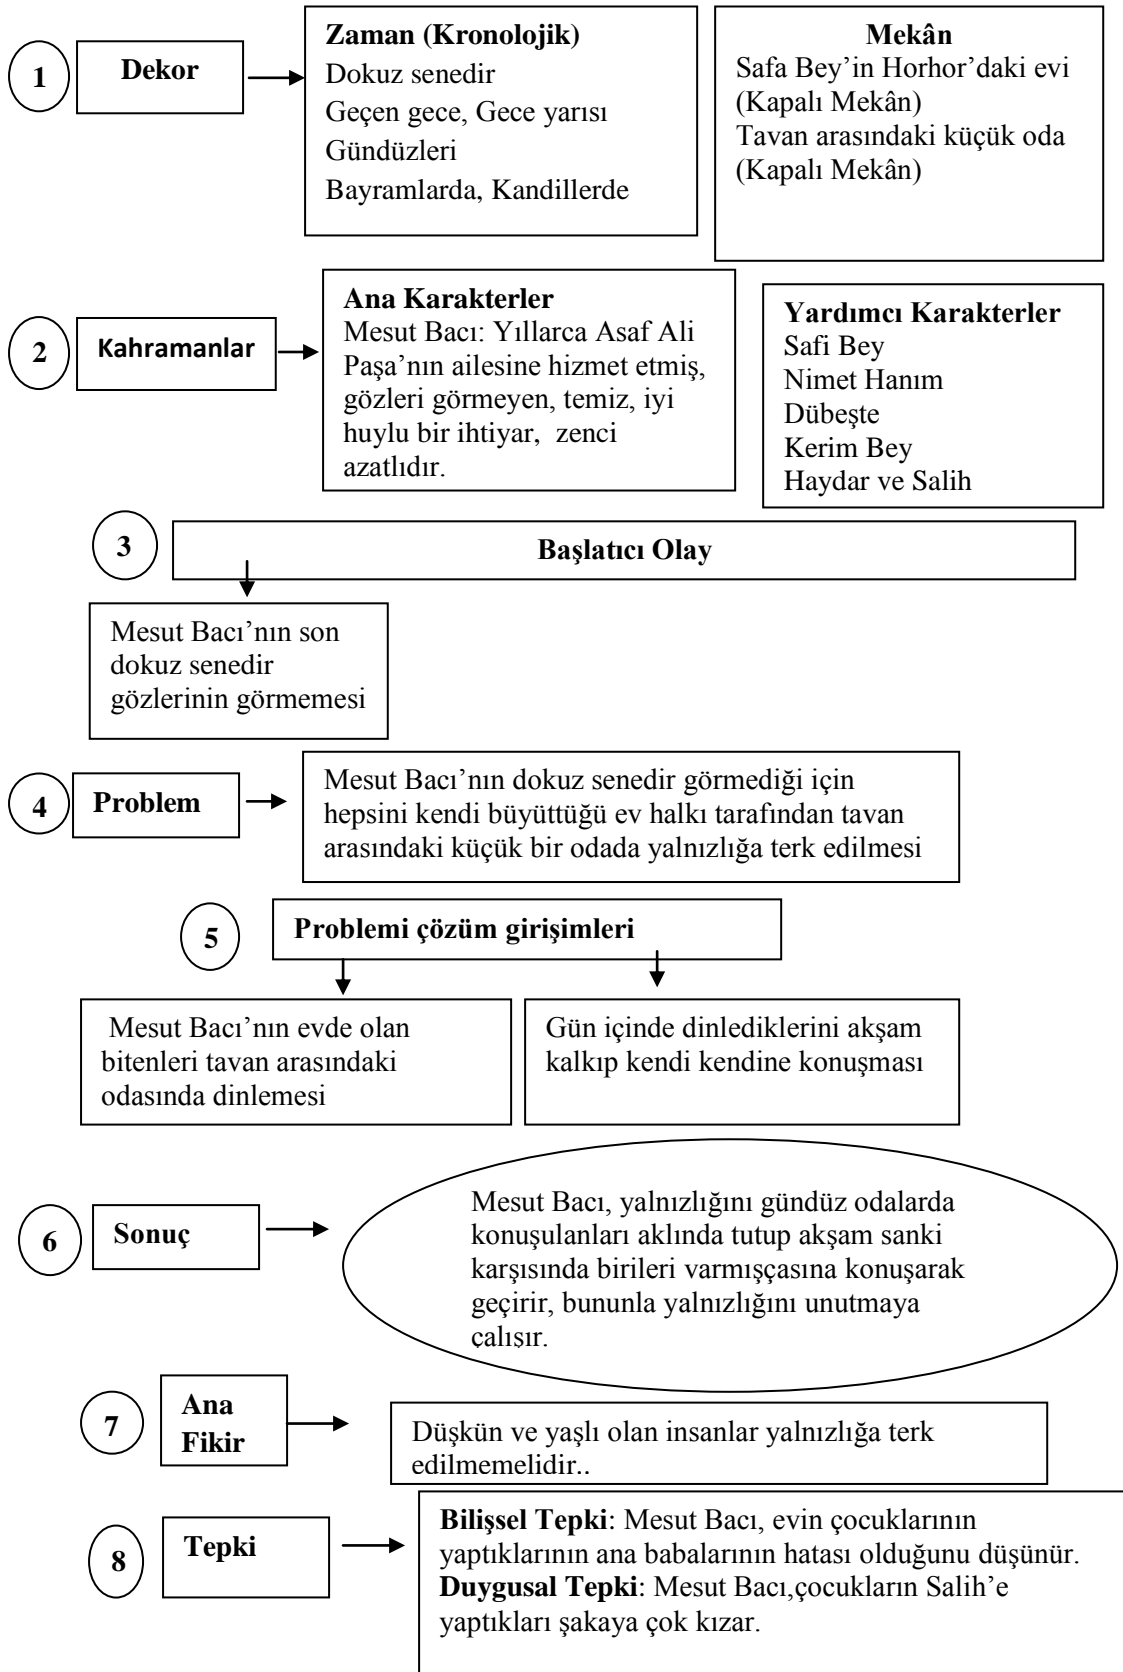 1
Dekor
Zaman (Kronolojik)
Dokuz senedir
Geçen gece, Gece yarısı
Gündüzleri
Bayramlarda, Kandillerde
Mekân
Safa Bey’in Horhor’daki evi
(Kapalı Mekân)
Tavan arasındaki küçük oda
(Kapalı Mekân)
2
Kahramanlar
Ana Karakterler
Mesut Bacı: Yıllarca Asaf Ali
Paşa’nın ailesine hizmet etmiş,
gözleri görmeyen, temiz, iyi
huylu bir ihtiyar, zenci
azatlıdır.
Yardımcı Karakterler
Safi Bey
Nimet Hanım
Dübeşte
Kerim Bey
Haydar ve Salih
3
Başlatıcı Olay
Mesut Bacı’nın son
dokuz senedir
gözlerinin görmemesi
4
Problem
Mesut Bacı’nın dokuz senedir görmediği için
hepsini kendi büyüttüğü ev halkı tarafından tavan
arasındaki küçük bir odada yalnızlığa terk edilmesi
5
Problemi çözüm girişimleri
Mesut Bacı’nın evde olan
bitenleri tavan arasındaki
odasında dinlemesi
Gün içinde dinlediklerini akşam
kalkıp kendi kendine konuşması
6
Sonuç
Mesut Bacı, yalnızlığını gündüz odalarda
konuşulanları aklında tutup akşam sanki
karşısında birileri varmışçasına konuşarak
geçirir, bununla yalnızlığını unutmaya
çalışır.
7
Ana
Fikir
Düşkün ve yaşlı olan insanlar yalnızlığa terk
edilmemelidir..
8
Tepki
Bilişsel Tepki: Mesut Bacı, evin çocuklarının
yaptıklarının ana babalarının hatası olduğunu düşünür.
Duygusal Tepki: Mesut Bacı,çocukların Salih’e
yaptıkları şakaya çok kızar.